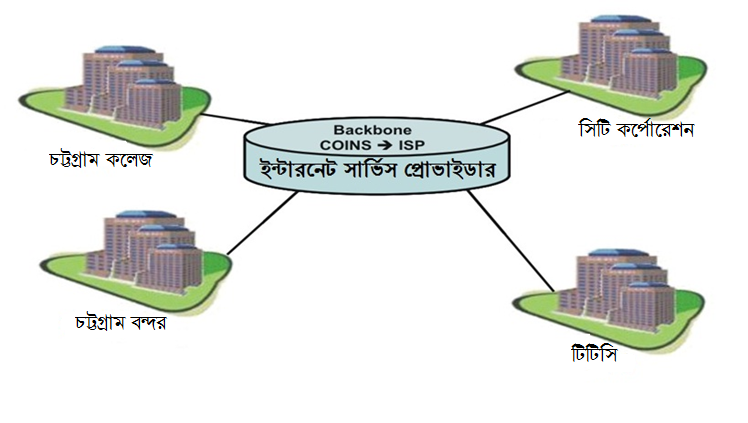 Backbone
COINS ➔ ISP
ইন্টারনেট সার্ভিস প্রোভাইডার
সিটি কর্পোরেশন
চট্টগ্রাম কলেজ
চট্টগ্রাম বন্দর
টিটিসি